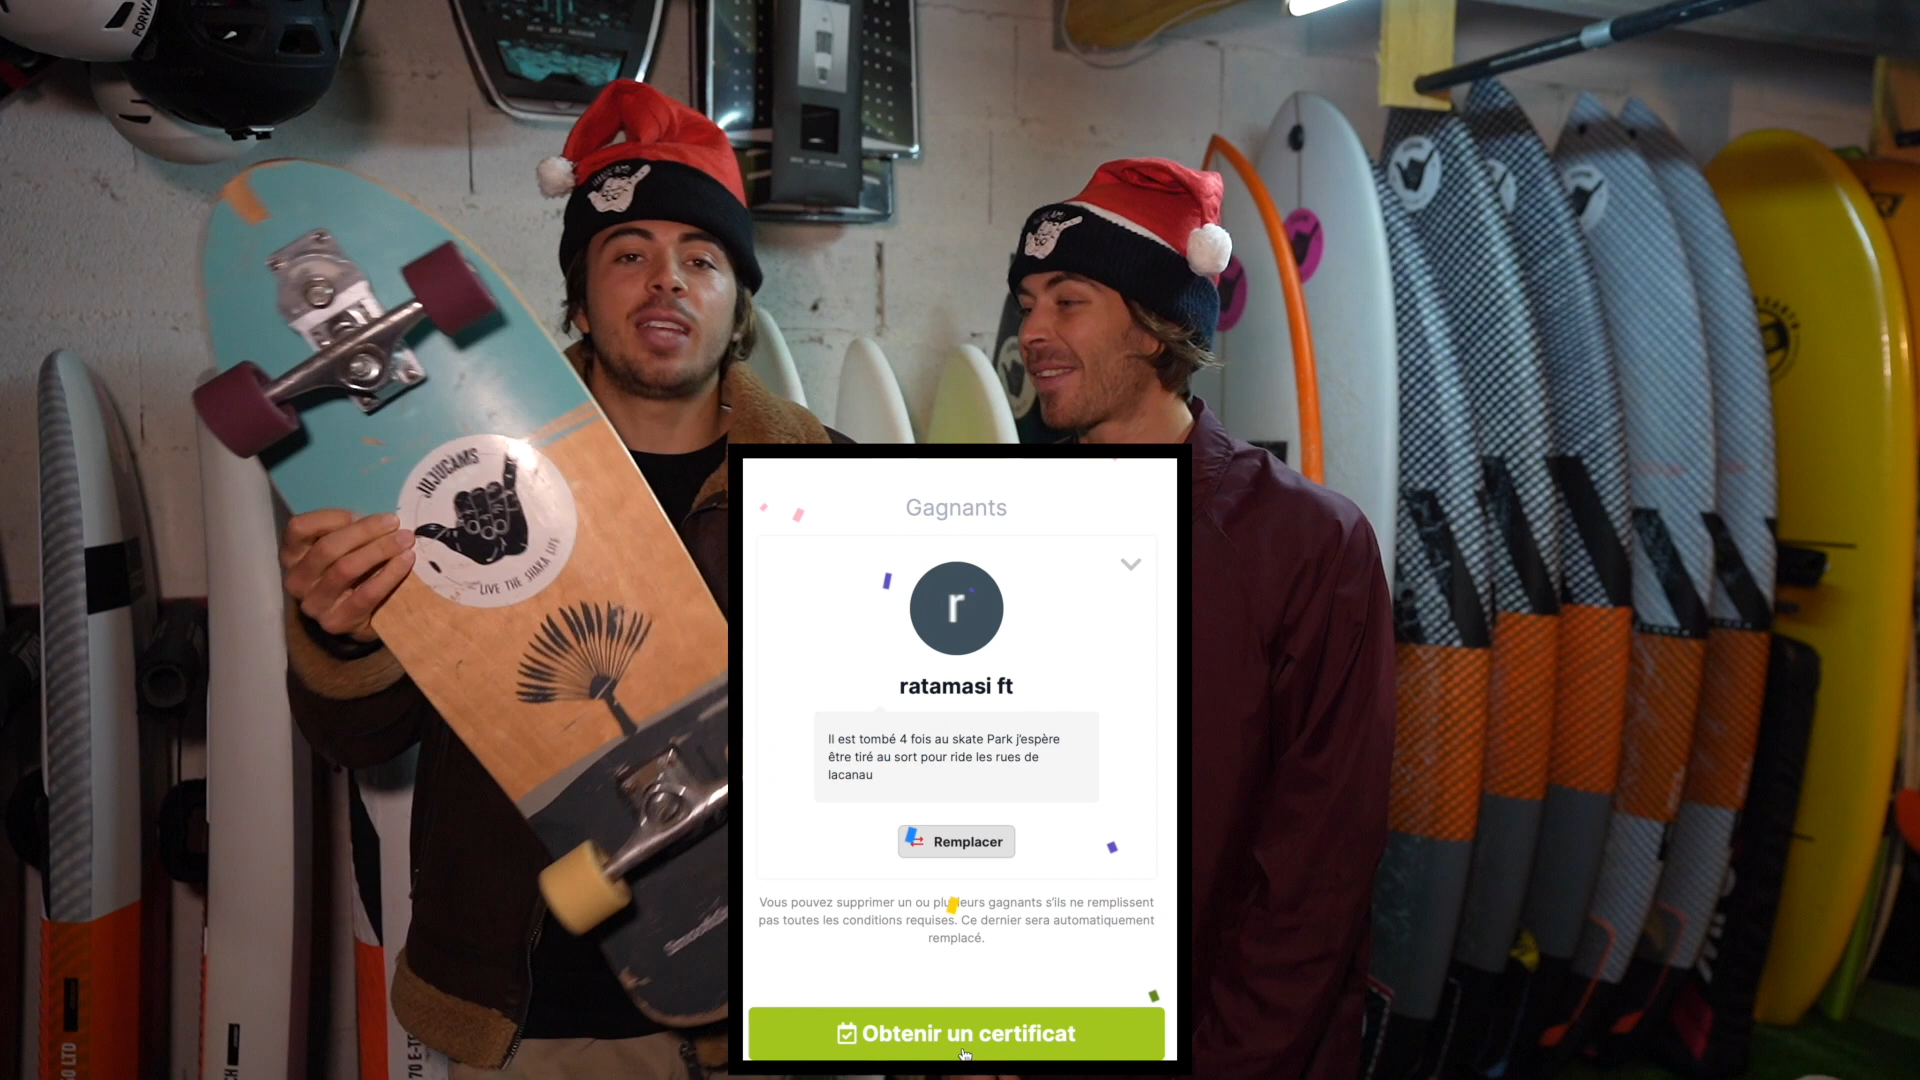 FORWA
JUJUCAMS
LIVE THE SHAKA LIFE
Gagnants
r
ratamasi ft
Il est tombé 4 fois au skate Park j'espère
être tiré au sort pour ride les rues de
lacanau
Remplacer
Vous pouvez supprimer un ou plusieurs gagnants s'ils ne remplissent
pas toutes les conditions requises. Ce dernier sera automatiquement
remplacé.
Obtenir un certificat